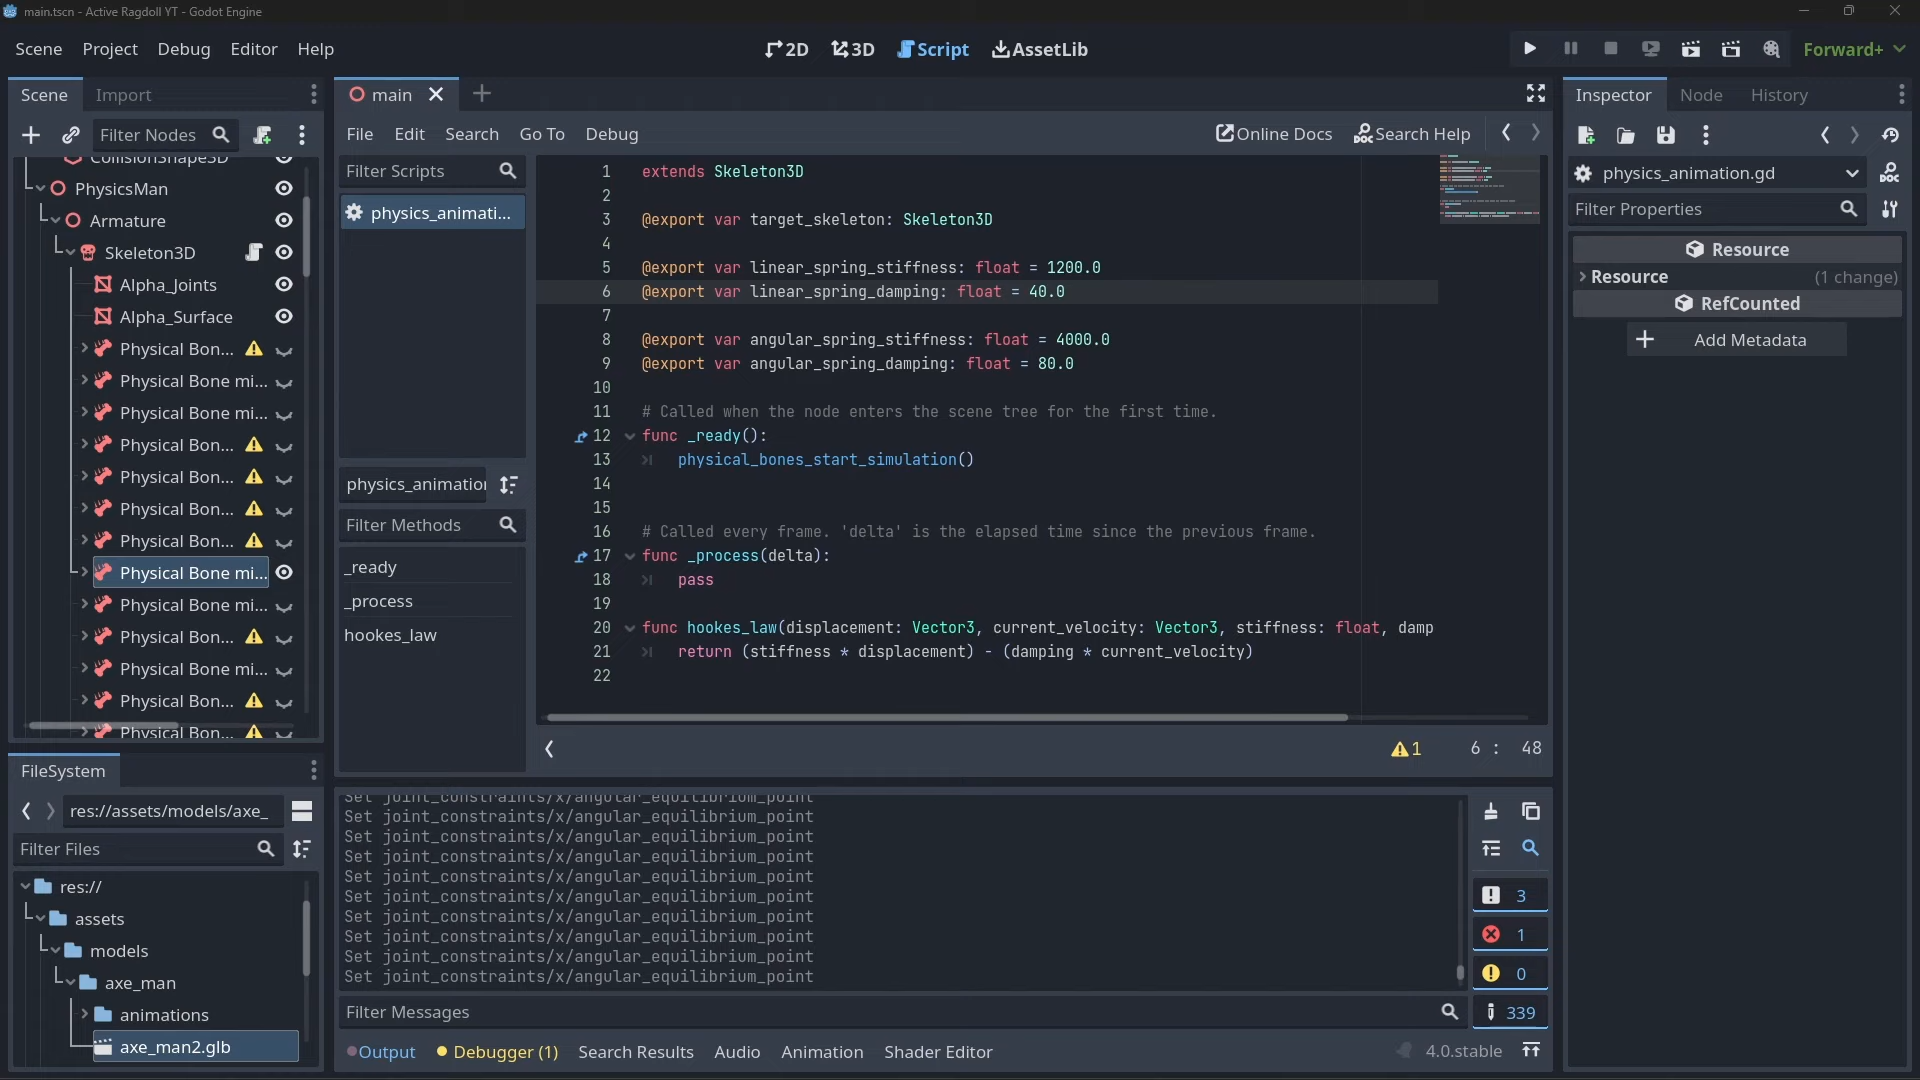 main.tscn - Active Ragdoll YT - Godot Engine
Scene Project Debug Editor Help
2D 3D Script AssetLib
Forward+
Scene Import
Filter Nodes
CollisionShape3D
PhysicsMan
Armature
Skeleton3D
Alpha_Joints
Alpha_Surface
Physical Bon...
Physical Bone mi...
Physical Bone mi...
Physical Bon...
Physical Bon...
Physical Bon...
Physical Bon...
Physical Bone mi...
Physical Bone mi...
Physical Bon...
Physical Bone mi...
Physical Bon...
Physical Bon...
FileSystem
res://assets/models/axe_
Filter Files
res://
assets
models
axe_man
animations
axe_man2.glb
main
File Edit Search Go To Debug
Online Docs Search Help
Filter Scripts
physics_animati...
physics_animation
Filter Methods
_ready
_process
hookes_law
1 extends Skeleton3D
2
3 @export var target_skeleton: Skeleton3D
4
5 @export var linear_spring_stiffness: float = 1200.0
6 @export var linear_spring_damping: float = 40.0
7
8 @export var angular_spring_stiffness: float = 4000.0
9 @export var angular_spring_damping: float = 80.0
10
11 # Called when the node enters the scene tree for the first time.
12 func _ready():
13 physical_bones_start_simulation()
14
15
16 # Called every frame. 'delta' is the elapsed time since the previous frame.
17 func _process(delta):
18 pass
19
20 func hookes_law(displacement: Vector3, current_velocity: Vector3, stiffness: float, damp
21 return (stiffness * displacement) - (damping * current_velocity)
22
1 6 : 48
Set joint_constraints/x/angular_equilibrium_point
Set joint_constraints/x/angular_equilibrium_point
Set joint_constraints/x/angular_equilibrium_point
Set joint_constraints/x/angular_equilibrium_point
Set joint_constraints/x/angular_equilibrium_point
Set joint_constraints/x/angular_equilibrium_point
Set joint_constraints/x/angular_equilibrium_point
Set joint_constraints/x/angular_equilibrium_point
Set joint_constraints/x/angular_equilibrium_point
Set joint_constraints/x/angular_equilibrium_point
3
1
0
339
Filter Messages
Output Debugger (1) Search Results Audio Animation Shader Editor
4.0.stable
Inspector Node History
physics_animation.gd
Filter Properties
Resource
Resource (1 change)
RefCounted
Add Metadata